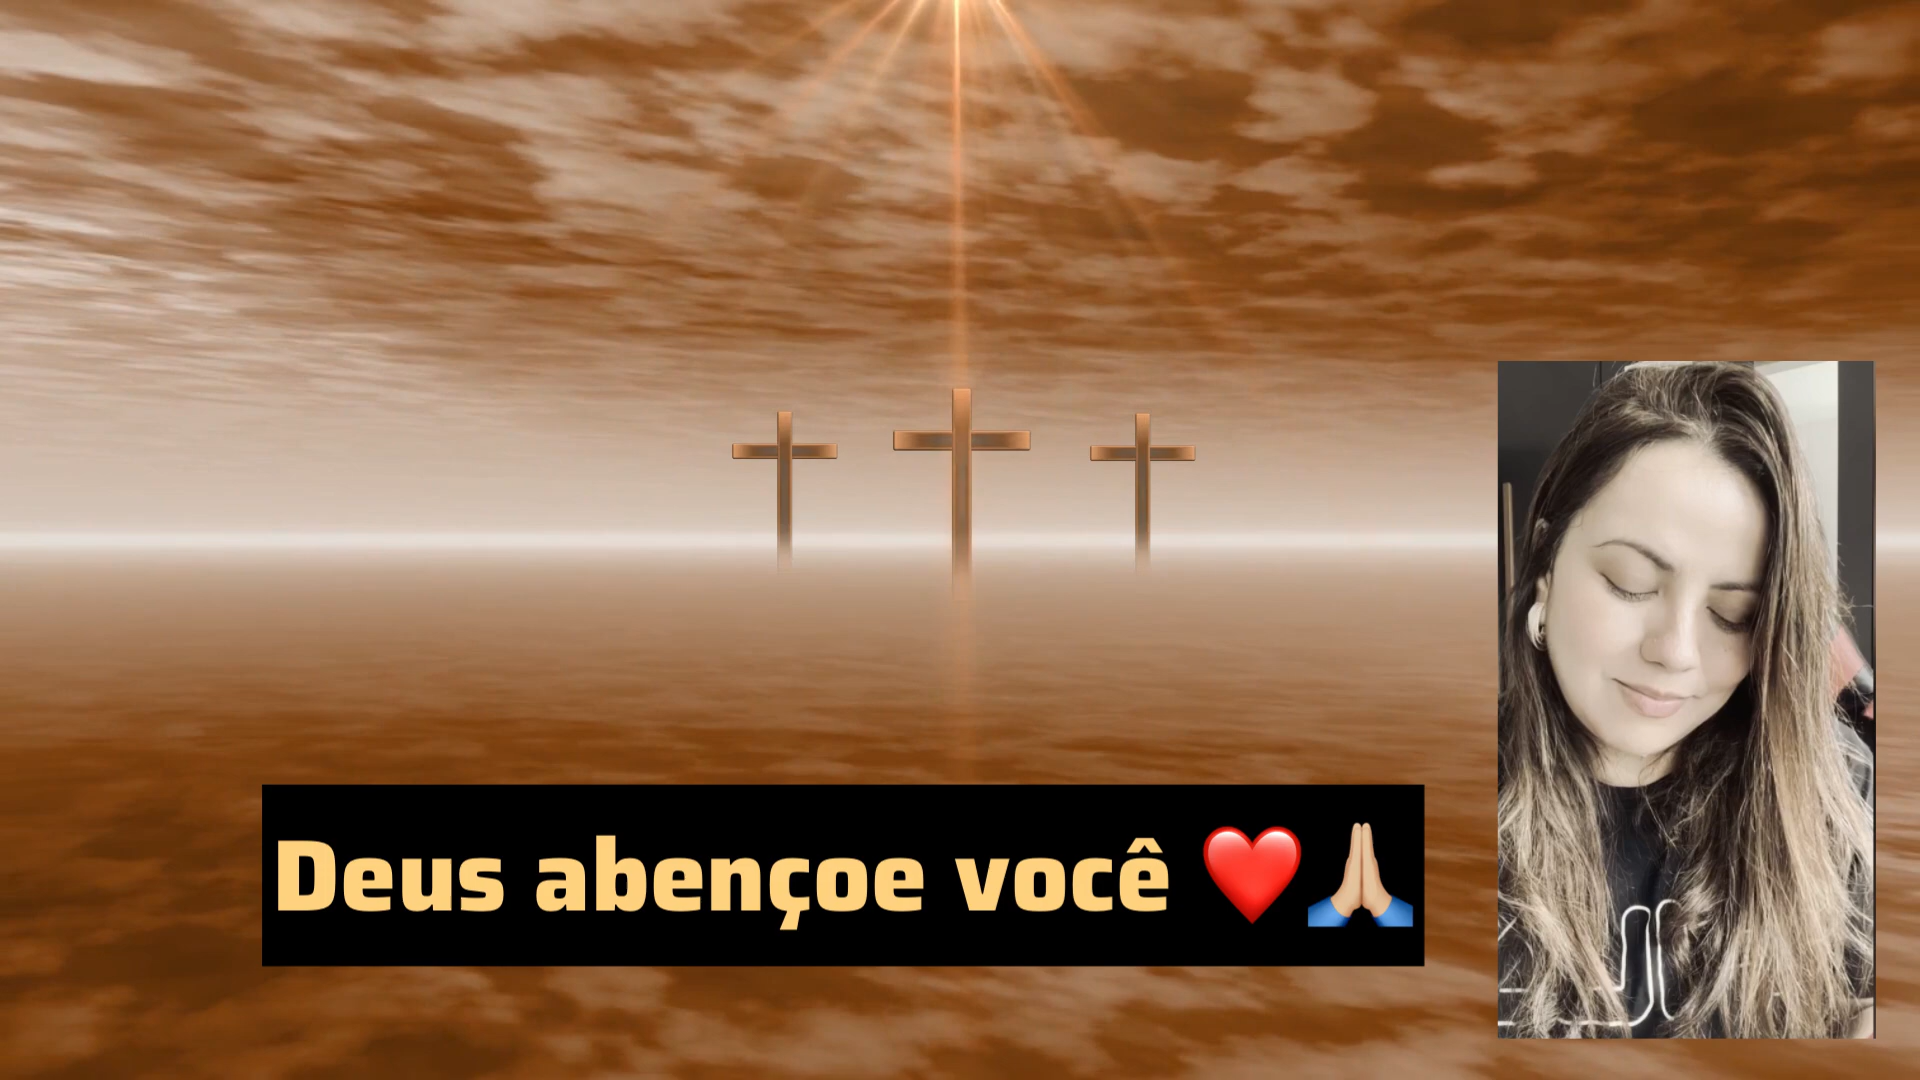 Deus abençoe você ❤️🙏🏼